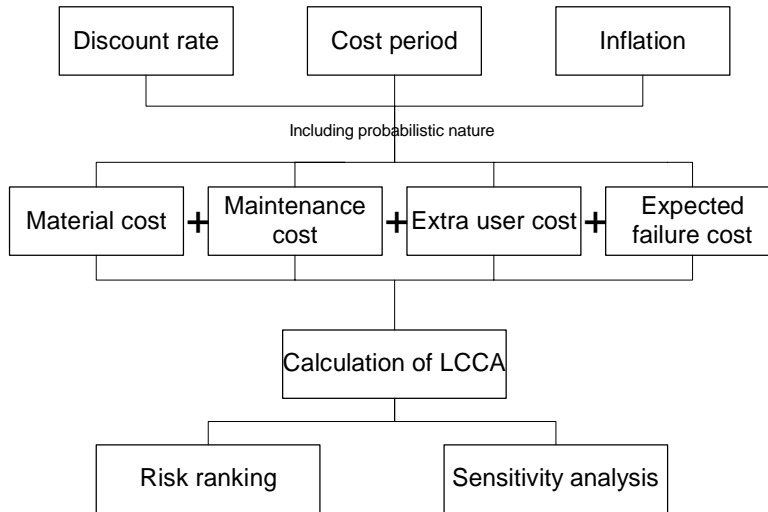 Discount rate
Cost period
Inflation
Including probabilistic nature
Material cost
+
Maintenance
cost
+
Extra user cost
+
Expected
failure cost
Calculation of LCCA
Risk ranking
Sensitivity analysis